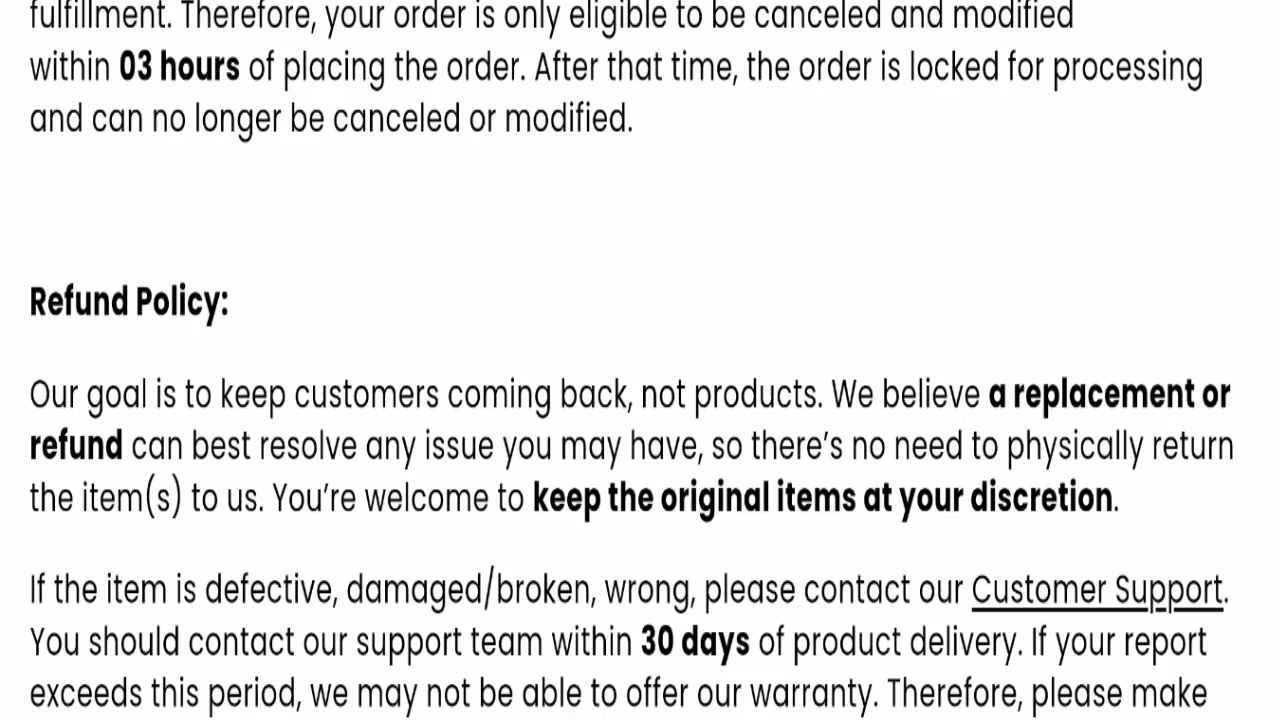 fulfillment. Therefore, your order is only eligible to be canceled and modified
within 03 hours of placing the order. After that time, the order is locked for processing
and can no longer be canceled or modified.
Refund Policy:
Our goal is to keep customers coming back, not products. We believe a replacement or
refund can best resolve any issue you may have, so there’s no need to physically return
the item(s) to us. You’re welcome to keep the original items at your discretion.
If the item is defective, damaged/broken, wrong, please contact our Customer Support.
You should contact our support team within 30 days of product delivery. If your report
exceeds this period, we may not be able to offer our warranty. Therefore, please make